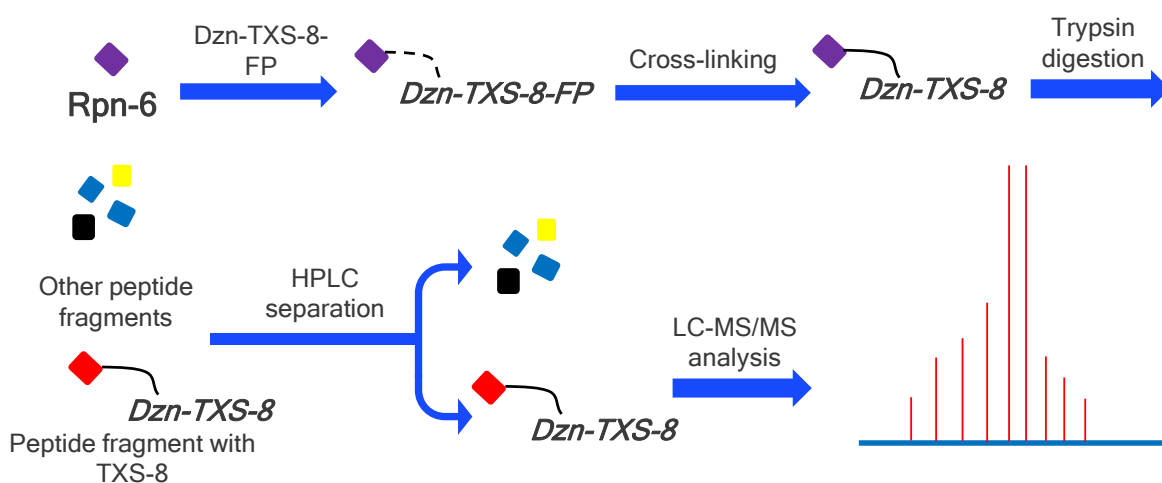 Dzn-TXS-8-
FP
Rpn-6
Dzn-TXS-8-FP
Cross-linking
Dzn-TXS-8
Trypsin
digestion
Other peptide
fragments
HPLC
separation
Dzn-TXS-8
Peptide fragment with
TXS-8
Dzn-TXS-8
LC-MS/MS
analysis